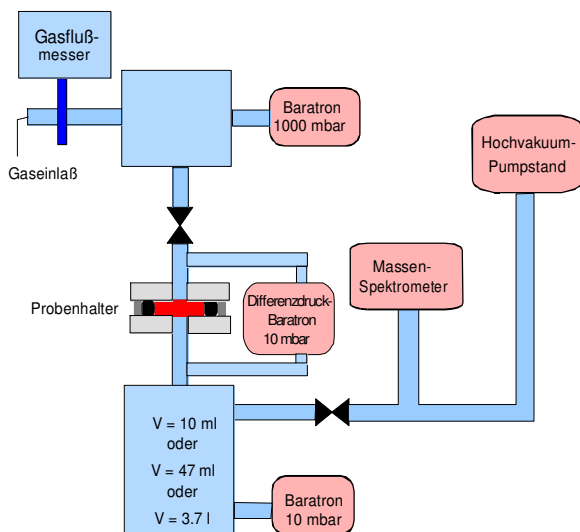 Gasfluß-
messer
Baratron
1000 mbar
Gaseinlaß
Hochvakuum-
Pumpstand
Massen-
Spektrometer
Probenhalter
Differenzdruck-
Baratron
10 mbar
V = 10 ml
oder
V = 47 ml
oder
V = 3.7 l
Baratron
10 mbar